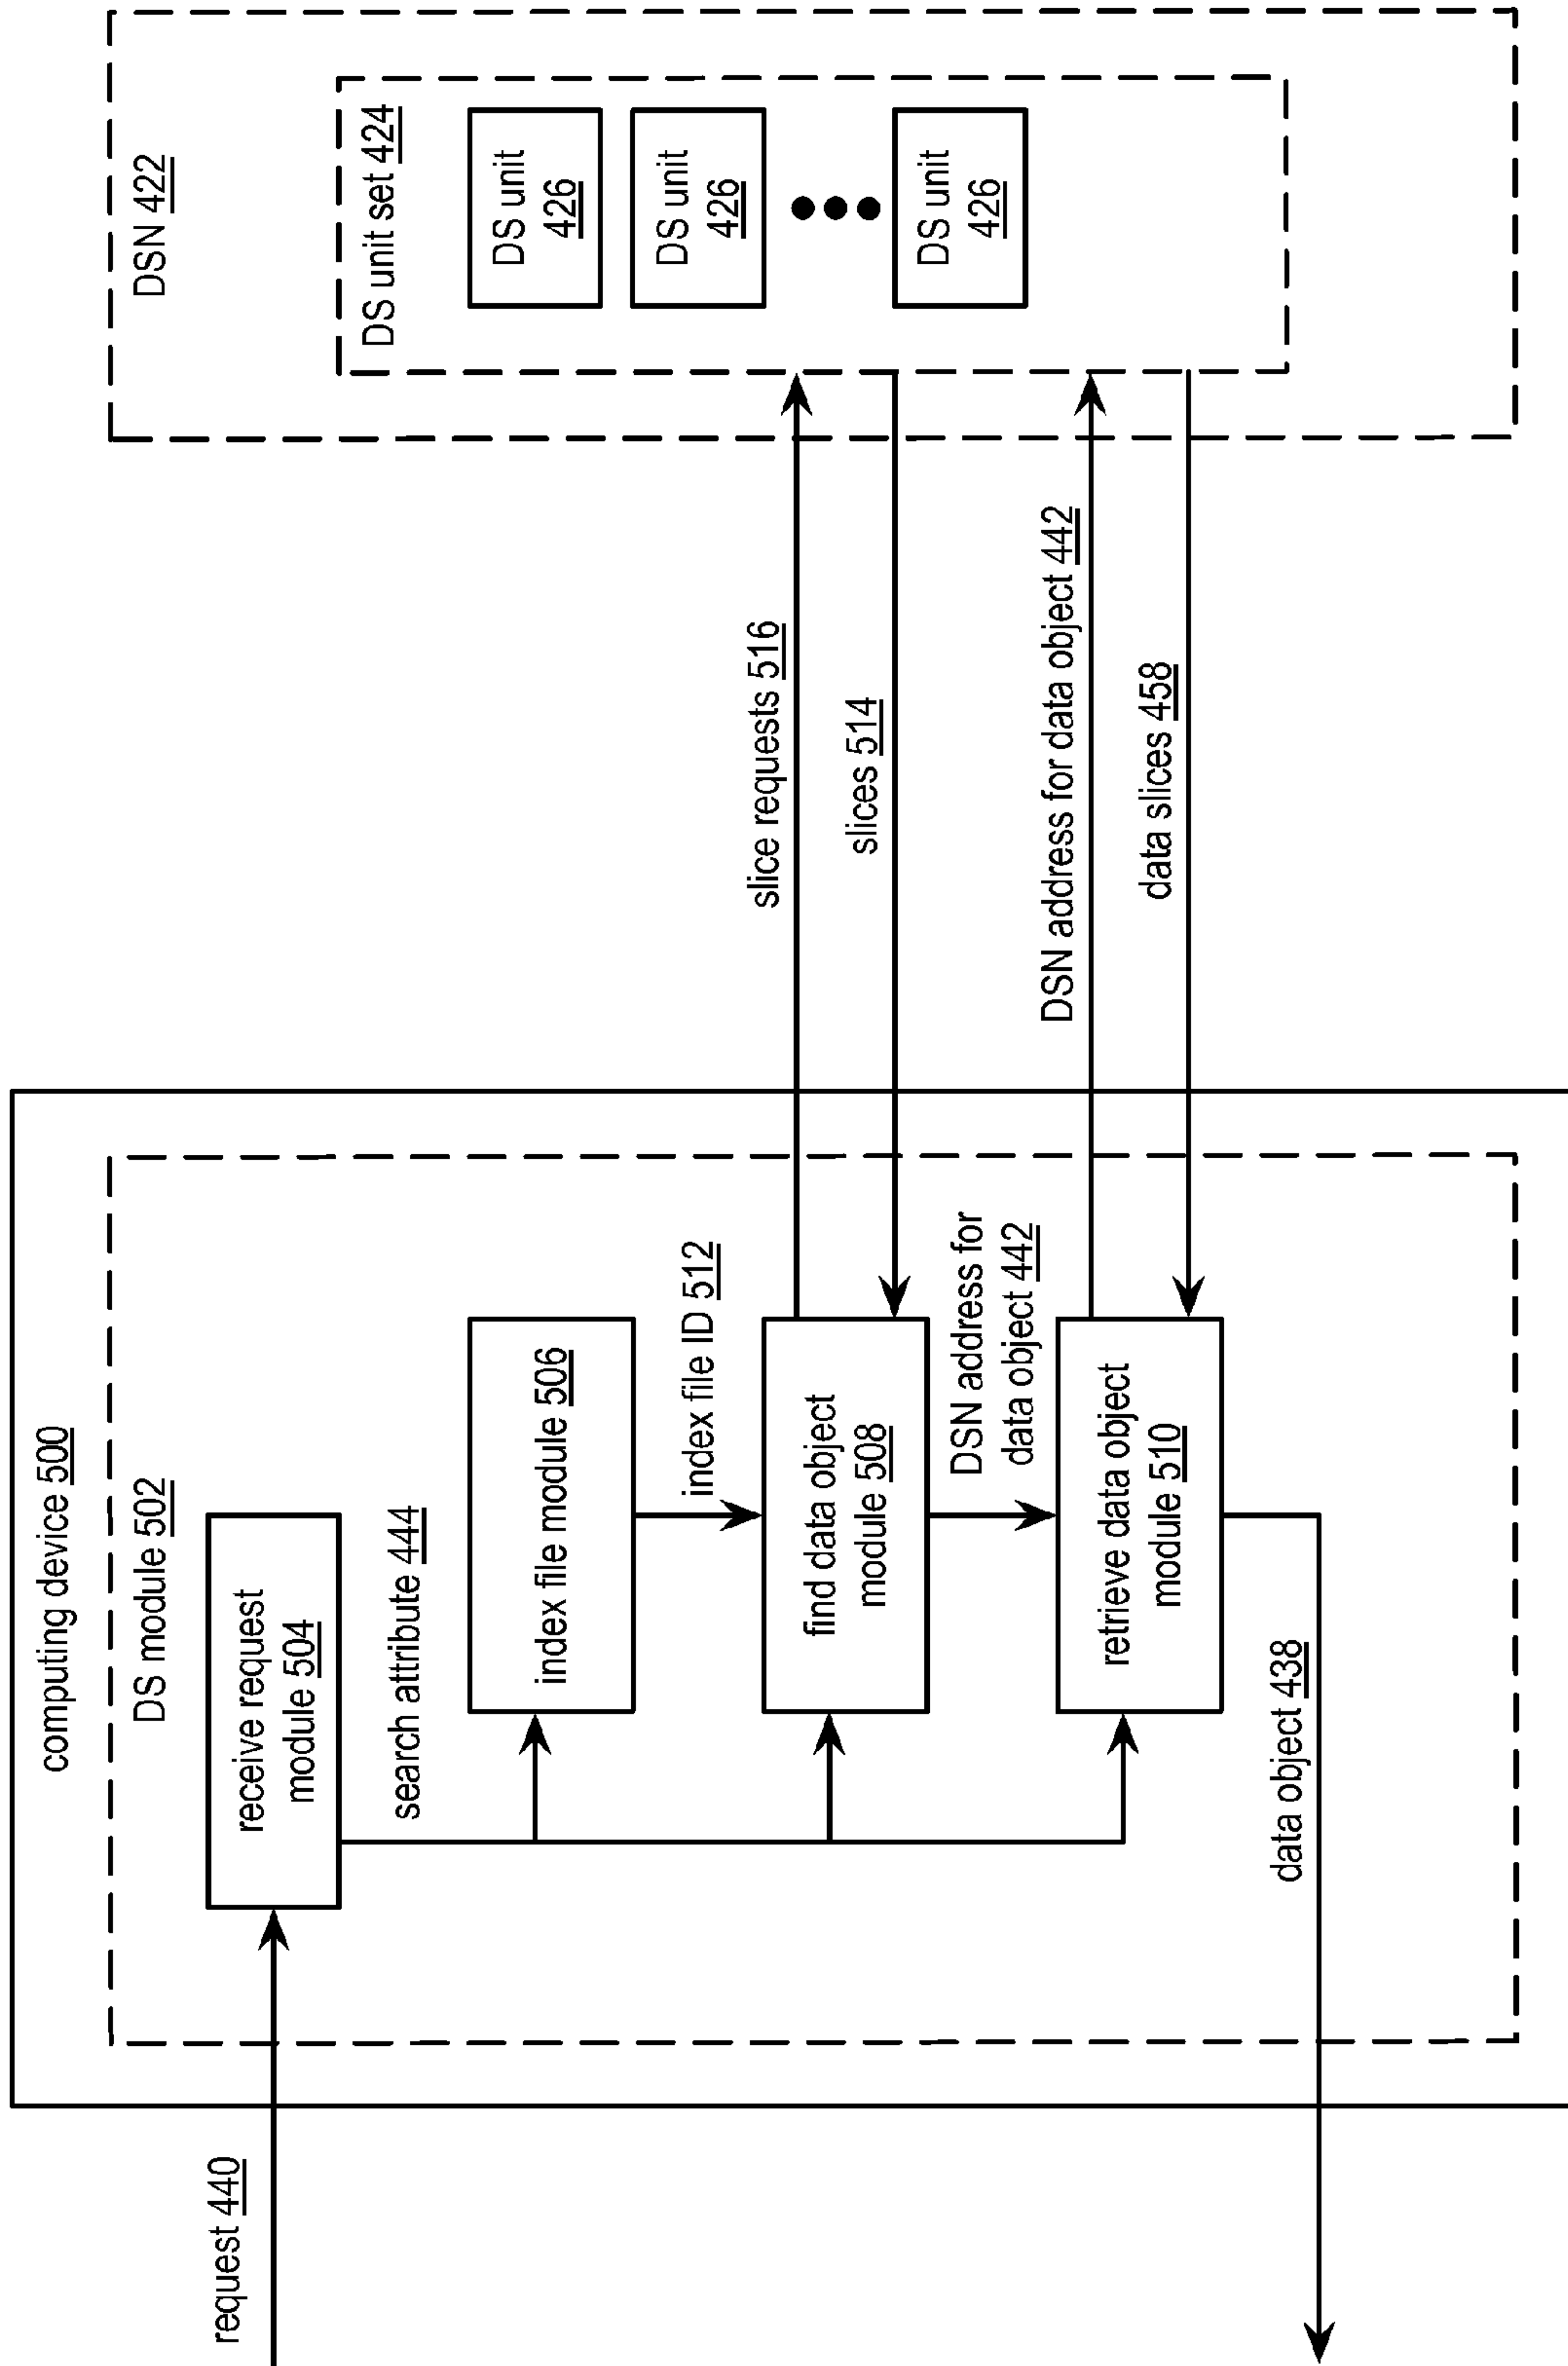 computing device 500
DS module 502
request 440
receive request
module 504
search attribute 444
index file module 506
index file ID 512
find data object
module 508
DSN address for
data object 442
retrieve data object
module 510
data object 438
slice requests 516
slices 514
DSN address for data object 442
data slices 458
DSN 422
DS unit set 424
DS unit
426
DS unit
426
DS unit
426